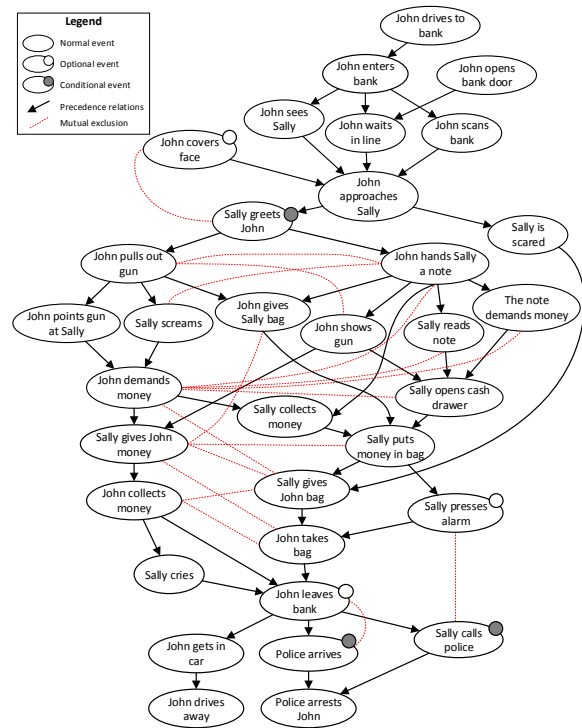 Legend
Normal event
Optional event
Conditional event
Precedence relations
Mutual exclusion
John drives to
bank
John enters
bank
John opens
bank door
John sees
Sally
John waits
in line
John scans
bank
John covers
face
John
approaches
Sally
Sally greets
John
Sally is
scared
John pulls out
gun
John hands Sally
a note
John points gun
at Sally
Sally screams
John gives
Sally bag
John shows
gun
Sally reads
note
The note
demands money
John demands
money
Sally opens cash
drawer
Sally collects
money
Sally gives John
money
Sally puts
money in bag
John collects
money
Sally gives
John bag
Sally presses
alarm
John takes
bag
Sally cries
John leaves
bank
John gets in
car
Police arrives
Sally calls
police
John drives
away
Police arrests
John